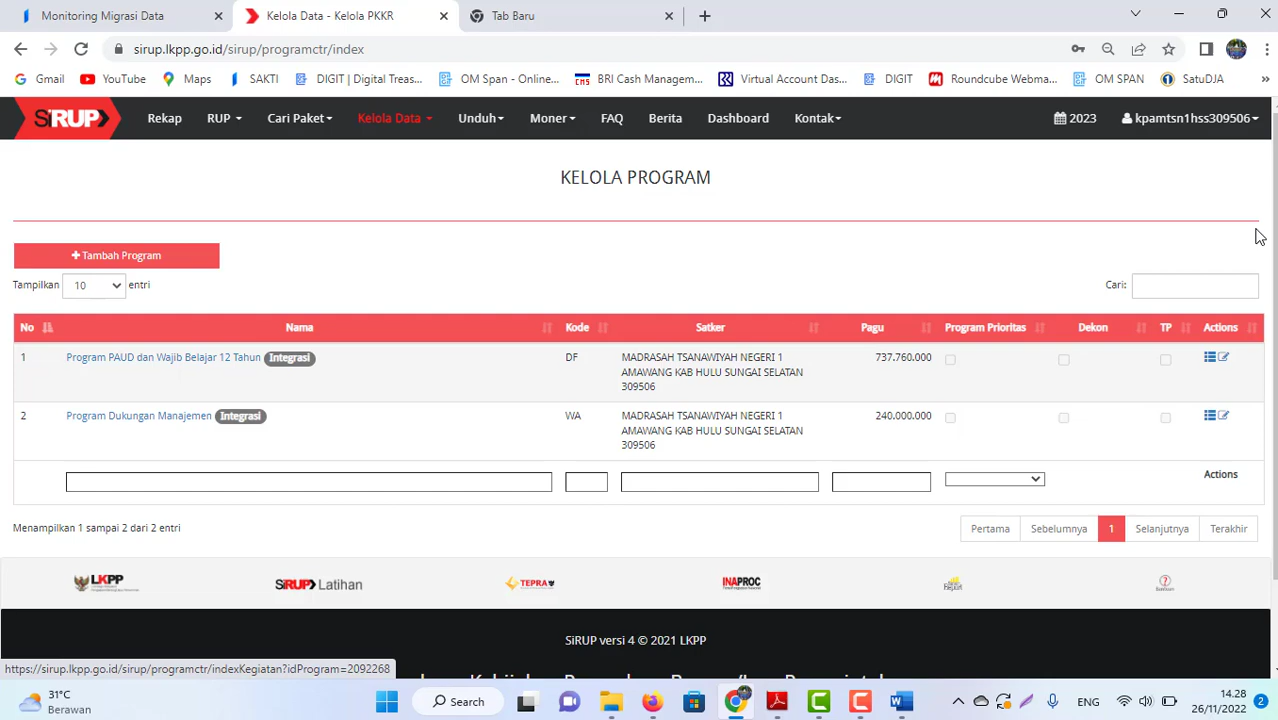 Monitoring Migrasi Data
Kelola Data - Kelola PKKR
Tab Baru
sirup.lkpp.go.id/sirup/programctr/index
Gmail
YouTube
Maps
SAKTI
DIGIT | Digital Treas...
OM Span - Online...
CMS
BRI Cash Managem...
Virtual Account Das...
DIGIT
Roundcube Webma...
OM SPAN
SatuDJA
SiRUP
Rekap
RUP
Cari Paket
Kelola Data
Unduh
Moner
FAQ
Berita
Dashboard
Kontak
2023
kpamtsn1hss309506
KELOLA PROGRAM
+ Tambah Program
Tampilkan 10 entri
Cari:
No Nama Kode Satker Pagu Program Prioritas Dekon TP Actions
1 Program PAUD dan Wajib Belajar 12 Tahun Integrasi DF MADRASAH TSANAWIYAH NEGERI 1 737.760.000
AMAWANG KAB HULU SUNGAI SELATAN
309506
2 Program Dukungan Manajemen Integrasi WA MADRASAH TSANAWIYAH NEGERI 1 240.000.000
AMAWANG KAB HULU SUNGAI SELATAN
309506
Actions
Menampilkan 1 sampai 2 dari 2 entri
Pertama Sebelumnya 1 Selanjutnya Terakhir
LKPP
SiRUP Latihan
TEPRA
INAPROC
SiRUP versi 4 © 2021 LKPP
https://sirup.lkpp.go.id/sirup/programctr/indexKegiatan?idProgram=2092268
31°C
Berawan
Search
ENG
14.28
26/11/2022
2